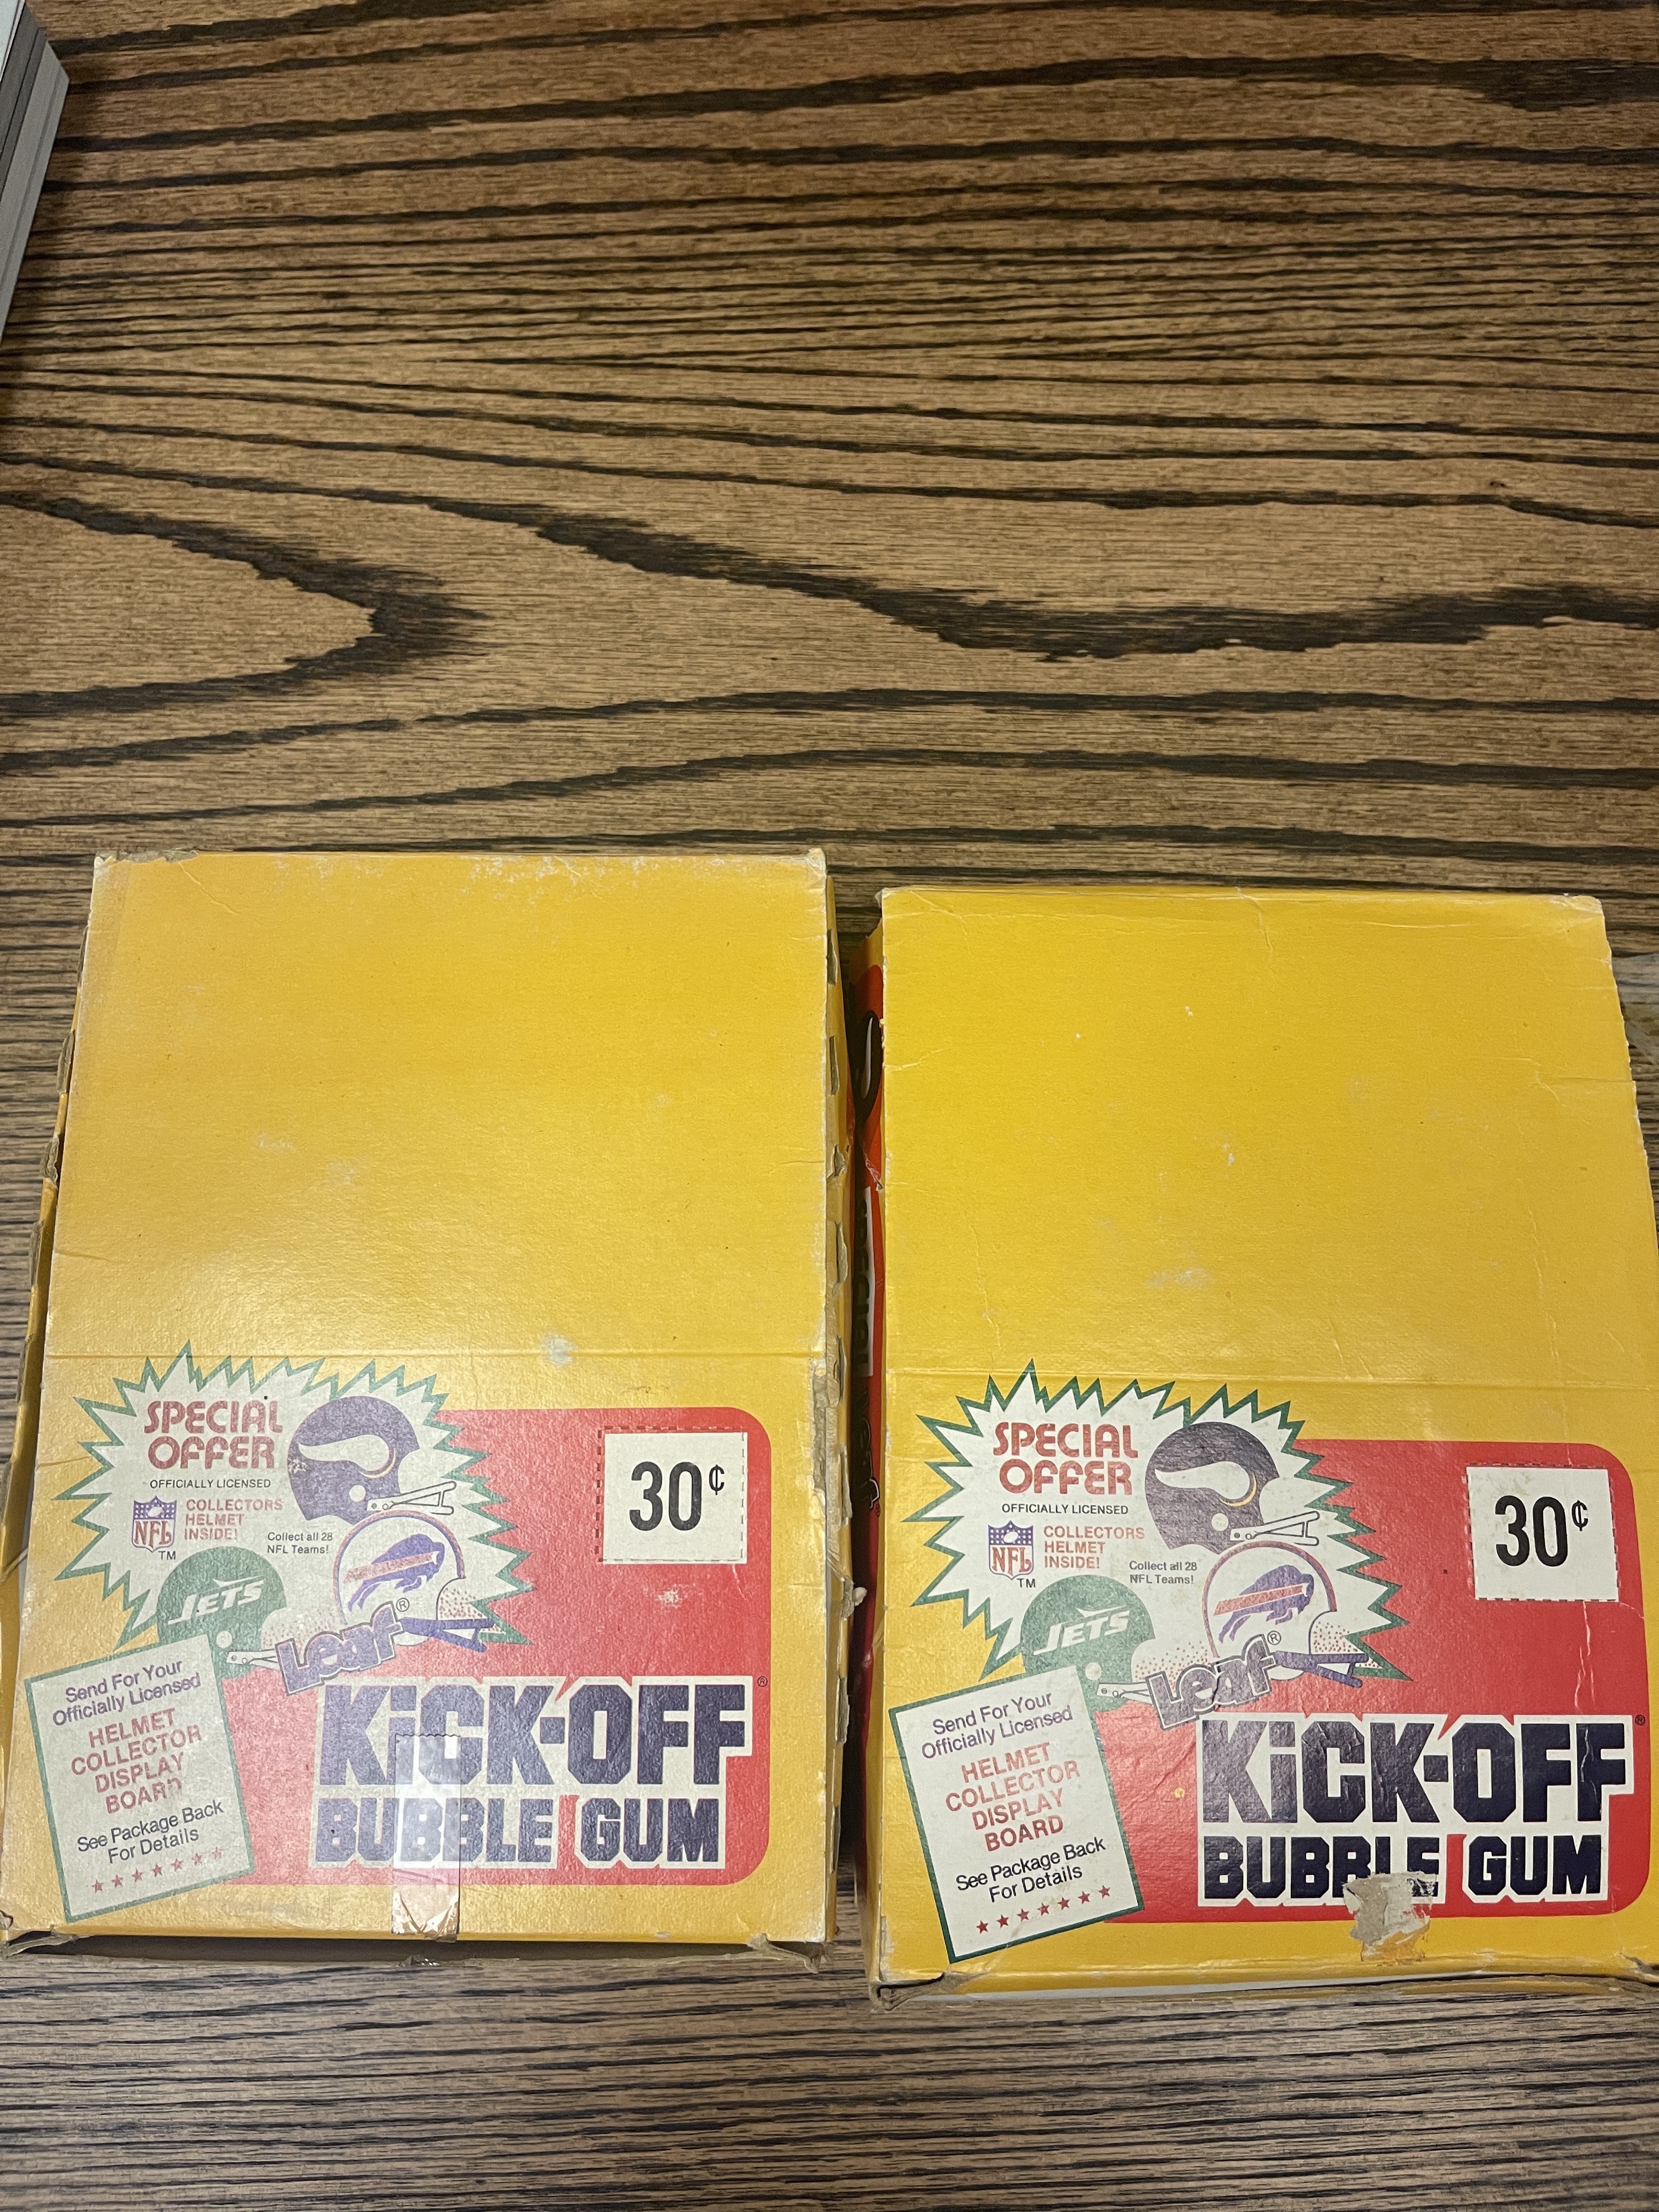 SPECIAL
OFFER
OFFICIALLY LICENSED
NFL
TM
COLLECTORS
HELMET
INSIDE!
Collect all 28
NFL Teams!
JETS
Leaf®
30¢
Send For Your
Officially Licensed
HELMET
COLLECTOR
DISPLAY
BOARD
See Package Back
For Details
KiCK-OFF®
BUBBLE GUM
SPECIAL
OFFER
OFFICIALLY LICENSED
NFL
TM
COLLECTORS
HELMET
INSIDE!
Collect all 28
NFL Teams!
JETS
Leaf®
30¢
Send For Your
Officially Licensed
HELMET
COLLECTOR
DISPLAY
BOARD
See Package Back
For Details
KiCK-OFF®
BUBBLE GUM